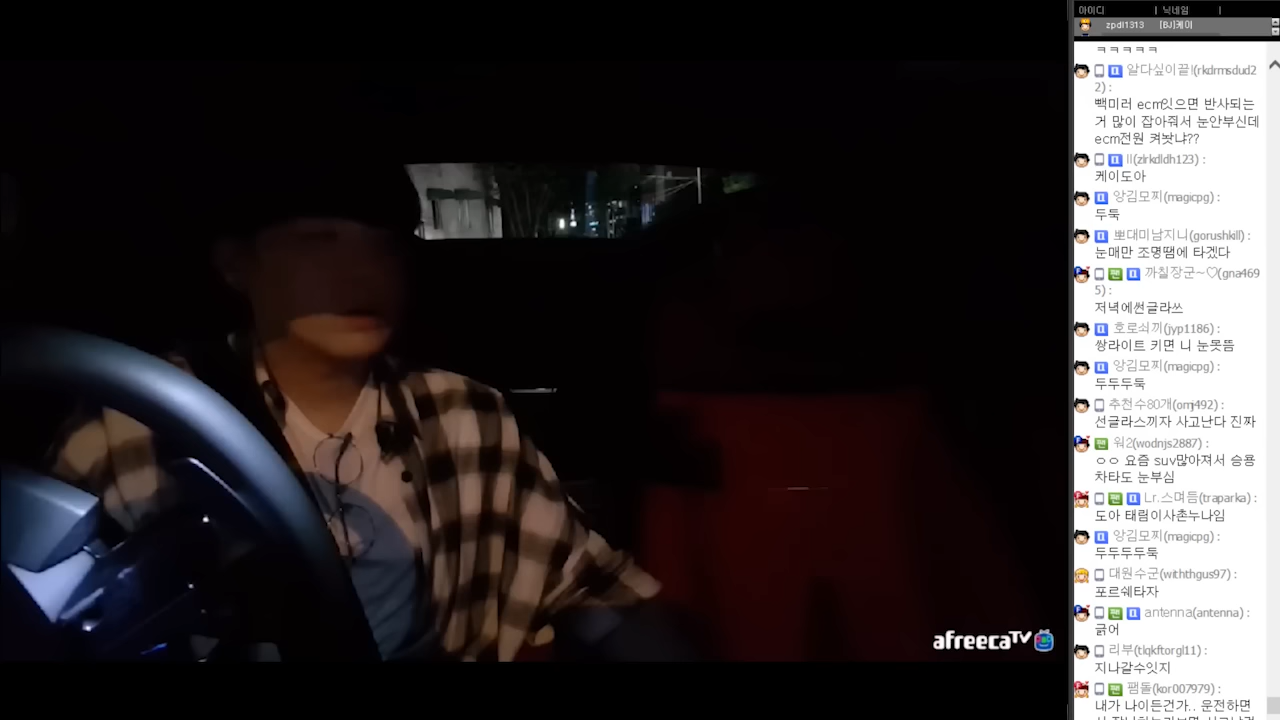 아이디 | 닉네임 |
zpdl1313 [BJ]케이
ㅋㅋㅋㅋㅋ
알다싶이끝!(rkdrmsdud2
2) :
빽미러 ecm잇으면 반사되는
거 많이 잡아줘서 눈안부신데
ecm전원 켜놧냐??
ll(zlrkdldh123) :
케이도아
앙김모찌(magicpg) :
두둑
뽀대미남지니(gorushkill) :
눈매만 조명땜에 타겠다
까칠장군~♡(gna469
5) :
저녁에썬글라쓰
호로쇠끼(jyp1186) :
쌍라이트 키면 니 눈못뜸
앙김모찌(magicpg) :
두두두둑
추천수80개(omj492) :
선글라스끼자 사고난다 진짜
워2(wodnjs2887) :
ㅇㅇ 요즘 suv많아져서 승용
차타도 눈부심
Lr.스며듬(traparka) :
도아 태림이사촌누나임
앙김모찌(magicpg) :
두두두두둑
대원수군(withthgus97) :
포르쉐타자
antenna(antenna) :
긁어
리부(tlqkftorgl11) :
지나갈수잇지
팸돌(kor007979) :
내가 나이든건가.. 운전하면
afreecaTV